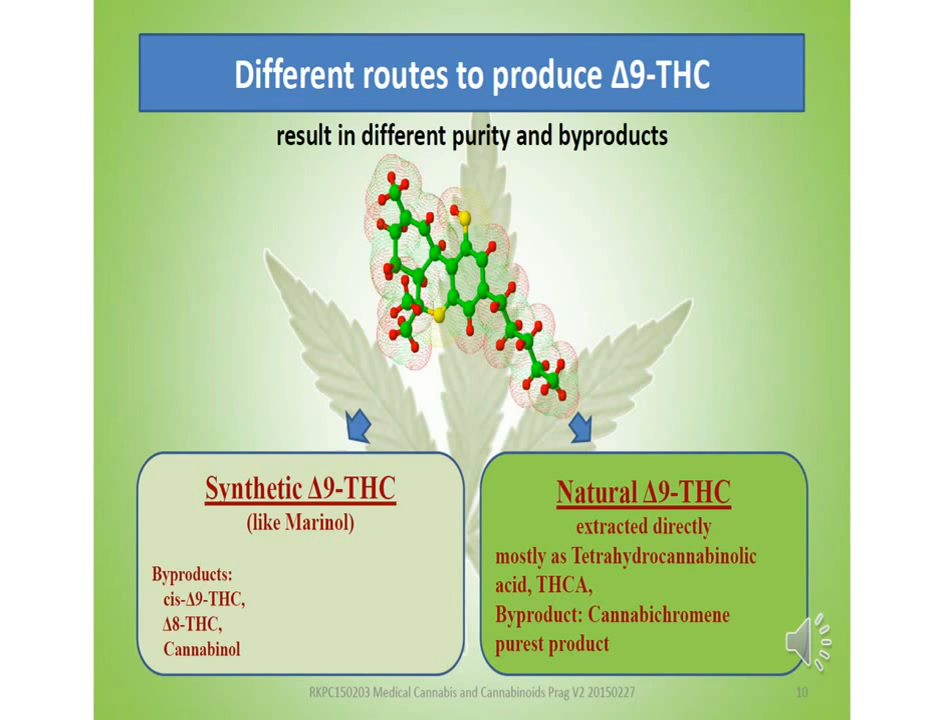 Different routes to produce Δ9-THC
result in different purity and byproducts
Synthetic Δ9-THC
(like Marinol)
Byproducts:
cis-Δ9-THC,
Δ8-THC,
Cannabinol
Natural Δ9-THC
extracted directly
mostly as Tetrahydrocannabinolic
acid, THCA,
Byproduct: Cannabichromene
purest product
RKPC150203 Medical Cannabis and Cannabinoids Prag V2 20150227
10